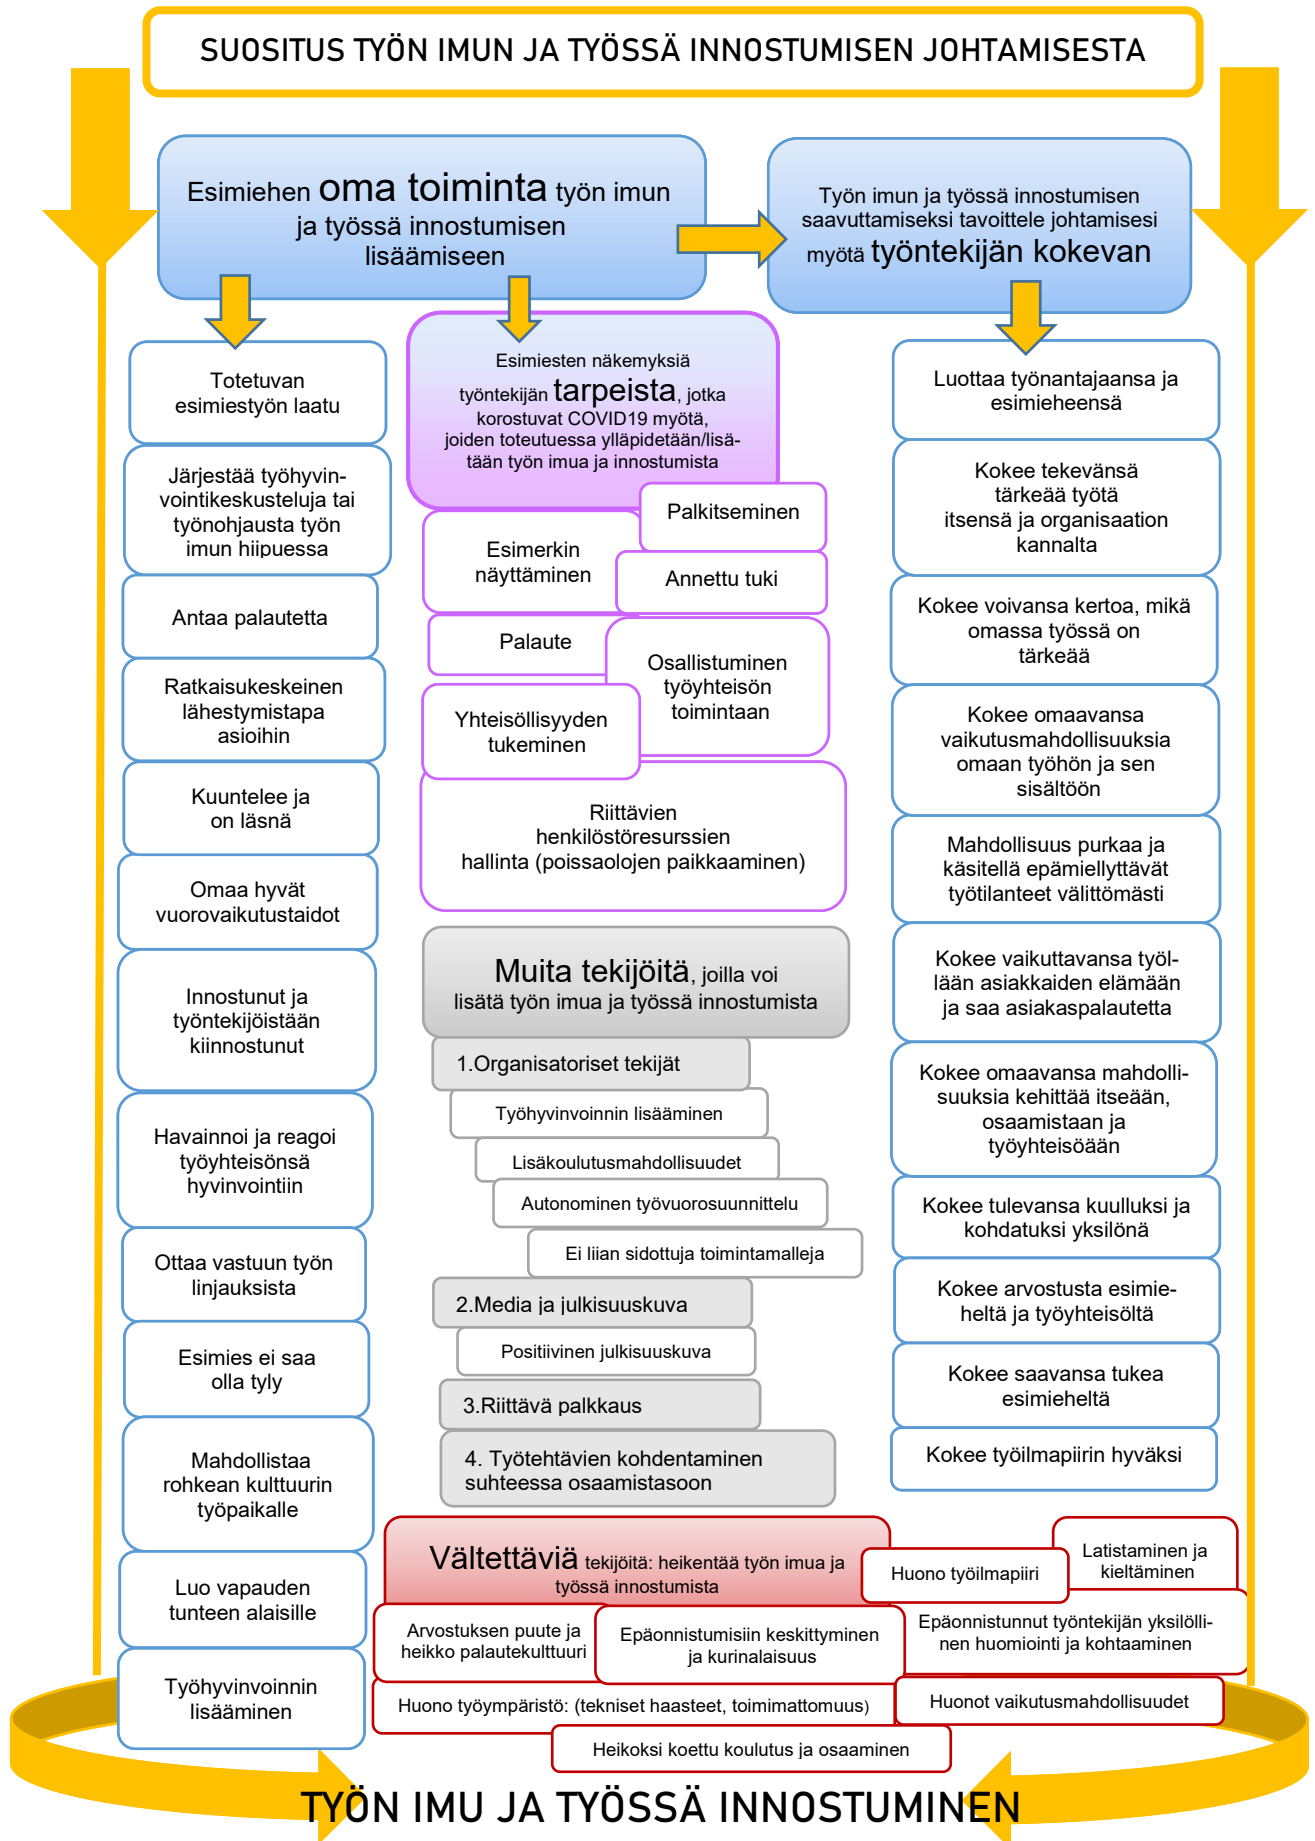 SUOSITUS TYÖN IMUN JA TYÖSSÄ INNOSTUMISEN JOHTAMISESTA
Esimiehen oma toiminta työn imun
ja työssä innostumisen
lisäämiseen
Työn imun ja työssä innostumisen
saavuttamiseksi tavoittele johtamisesi
myötä työntekijän kokevan
Totetuvan
esimiestyön laatu
Järjestää työhyvin-
vointikeskusteluja tai
työnohjausta työn
imun hiipuessa
Antaa palautetta
Ratkaisukeskeinen
lähestymistapa
asioihin
Kuuntelee ja
on läsnä
Omaa hyvät
vuorovaikutustaidot
Innostunut ja
työntekijöistään
kiinnostunut
Havainnoi ja reagoi
työyhteisönsä
hyvinvointiin
Ottaa vastuun työn
linjauksista
Esimies ei saa
olla tyly
Mahdollistaa
rohkean kulttuurin
työpaikalle
Luo vapauden
tunteen alaisille
Työhyvinvoinnin
lisääminen
Esimiesten näkemyksiä
työntekijän tarpeista, jotka
korostuvat COVID19 myötä,
joiden toteutuessa ylläpidetään/lisä-
tään työn imua ja innostumista
Palkitseminen
Esimerkin
näyttäminen
Annettu tuki
Palaute
Osallistuminen
työyhteisön
toimintaan
Yhteisöllisyyden
tukeminen
Riittävien
henkilöstöresurssien
hallinta (poissaolojen paikkaaminen)
Muita tekijöitä, joilla voi
lisätä työn imua ja työssä innostumista
1.Organisatoriset tekijät
Työhyvinvoinnin lisääminen
Lisäkoulutusmahdollisuudet
Autonominen työvuorosuunnittelu
Ei liian sidottuja toimintamalleja
2.Media ja julkisuuskuva
Positiivinen julkisuuskuva
3.Riittävä palkkaus
4. Työtehtävien kohdentaminen
suhteessa osaamistasoon
Luottaa työnantajaansa ja
esimieheensä
Kokee tekevänsä
tärkeää työtä
itsensä ja organisaation
kannalta
Kokee voivansa kertoa, mikä
omassa työssä on
tärkeää
Kokee omaavansa
vaikutusmahdollisuuksia
omaan työhön ja sen
sisältöön
Mahdollisuus purkaa ja
käsitellä epämiellyttävät
työtilanteet välittömästi
Kokee vaikuttavansa työl-
lään asiakkaiden elämään
ja saa asiakaspalautetta
Kokee omaavansa mahdolli-
suuksia kehittää itseään,
osaamistaan ja
työyhteisöään
Kokee tulevansa kuulluksi ja
kohdatuksi yksilönä
Kokee arvostusta esimie-
heltä ja työyhteisöltä
Kokee saavansa tukea
esimieheltä
Kokee työilmapiirin hyväksi
Vältettäviä tekijöitä: heikentää työn imua ja
työssä innostumista
Huono työilmapiiri
Latistaminen ja
kieltäminen
Arvostuksen puute ja
heikko palautekulttuuri
Epäonnistumisiin keskittyminen
ja kurinalaisuus
Epäonnistunnut työntekijän yksilölli-
nen huomiointi ja kohtaaminen
Huono työympäristö: (tekniset haasteet, toimimattomuus)
Huonot vaikutusmahdollisuudet
Heikoksi koettu koulutus ja osaaminen
TYÖN IMU JA TYÖSSÄ INNOSTUMINEN